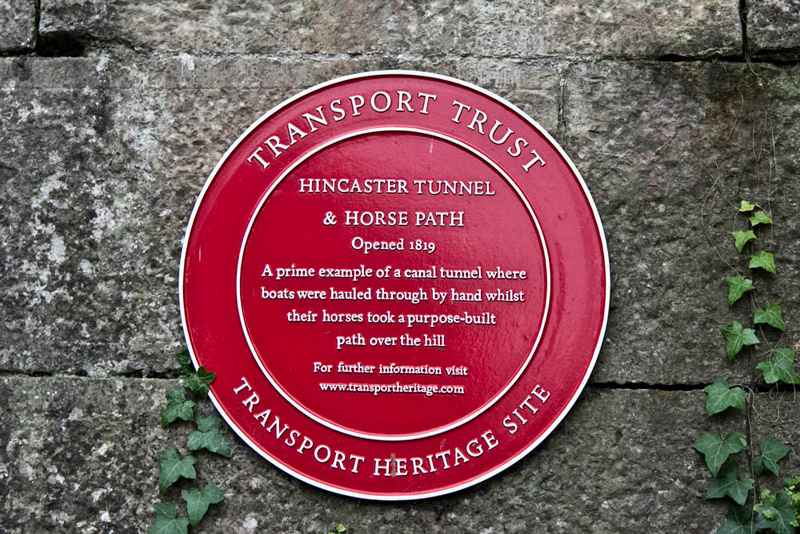 TRANSPORT TRUST
HINCASTER TUNNEL
& HORSE PATH
Opened 1819
A prime example of a canal tunnel where
boats were hauled through by hand whilst
their horses took a purpose-built
path over the hill
For further information visit
www.transportheritage.com
TRANSPORT HERITAGE SITE